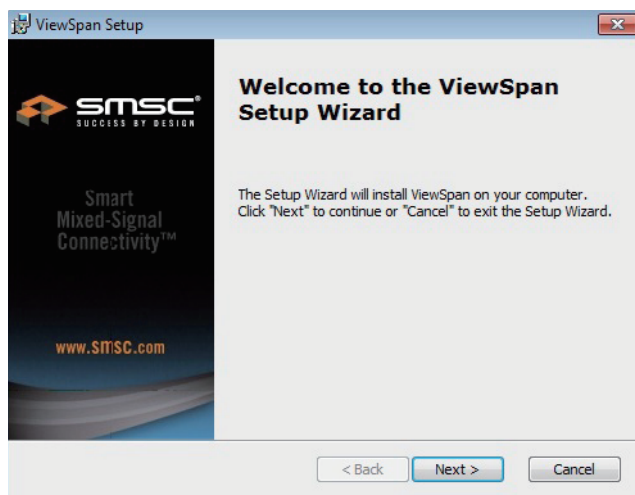 ViewSpan Setup
smsc®
SUCCESS BY DESIGN
Smart
Mixed-Signal
Connectivity™
www.smsc.com
Welcome to the ViewSpan
Setup Wizard
The Setup Wizard will install ViewSpan on your computer.
Click "Next" to continue or "Cancel" to exit the Setup Wizard.
< Back
Next >
Cancel